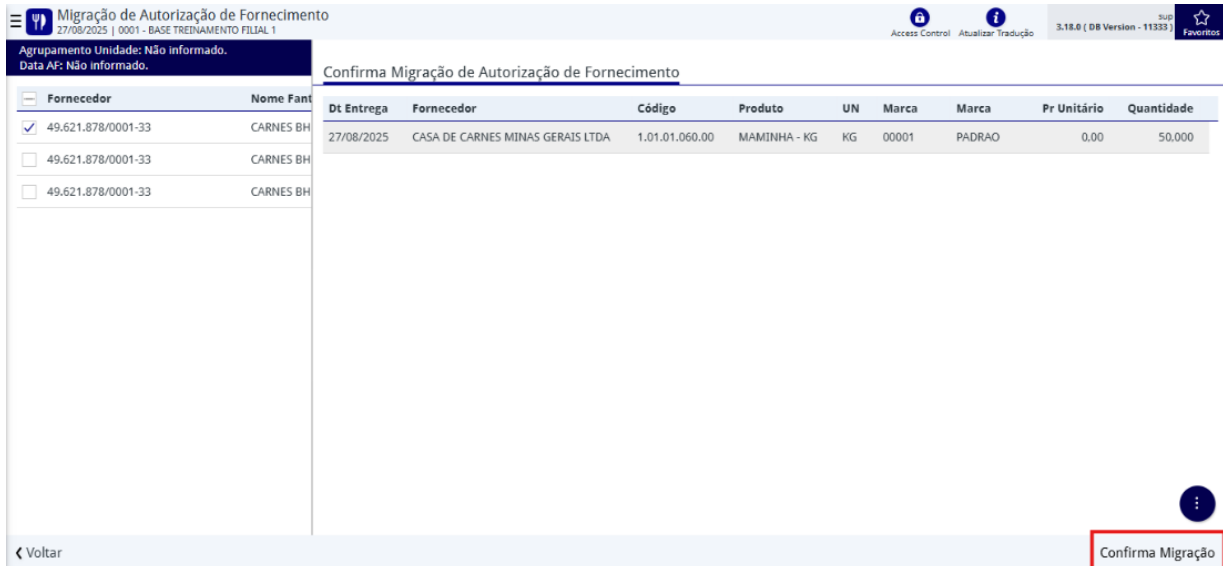 Migração de Autorização de Fornecimento
27/08/2025 | 0001 - BASE TREINAMENTO FILIAL 1
Access Control
Atualizar Tradução
sup
3.18.0 ( DB Version - 11333 )
Favoritos
Agrupamento Unidade: Não informado.
Data AF: Não informado.
Fornecedor Nome Fant
49.621.878/0001-33 CARNES BH
49.621.878/0001-33 CARNES BH
49.621.878/0001-33 CARNES BH
Confirma Migração de Autorização de Fornecimento
Dt Entrega Fornecedor Código Produto UN Marca Marca Pr Unitário Quantidade
27/08/2025 CASA DE CARNES MINAS GERAIS LTDA 1.01.01.060.00 MAMINHA - KG KG 00001 PADRAO 0,00 50,000
Voltar
Confirma Migração